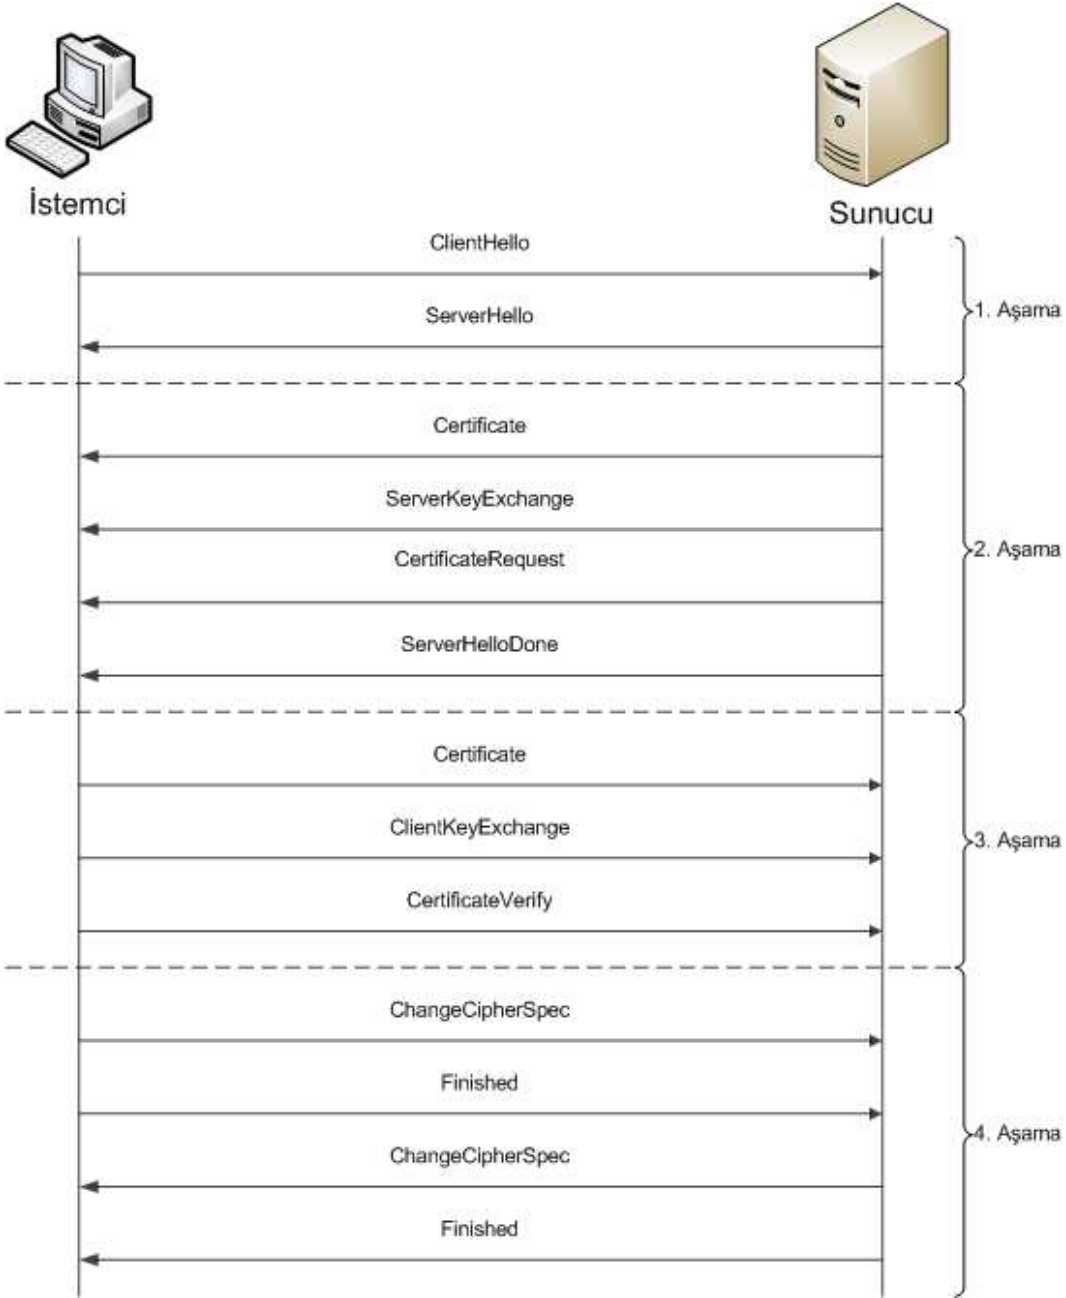 İstemci
Sunucu
ClientHello
ServerHello
1. Aşama
Certificate
ServerKeyExchange
CertificateRequest
ServerHelloDone
2. Aşama
Certificate
ClientKeyExchange
CertificateVerify
3. Aşama
ChangeCipherSpec
Finished
ChangeCipherSpec
Finished
4. Aşama